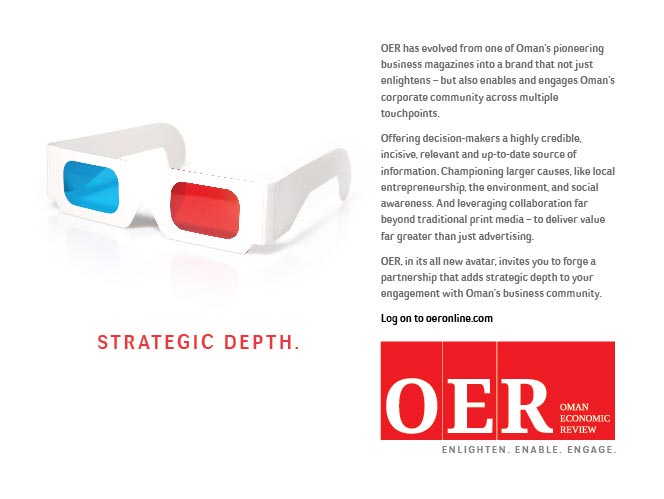 OER has evolved from one of Oman's pioneering
business magazines into a brand that not just
enlightens – but also enables and engages Oman's
corporate community across multiple
touchpoints.
Offering decision-makers a highly credible,
incisive, relevant and up-to-date source of
information. Championing larger causes, like local
entrepreneurship, the environment, and social
awareness. And leveraging collaboration far
beyond traditional print media – to deliver value
far greater than just advertising.
OER, in its all new avatar, invites you to forge a
partnership that adds strategic depth to your
engagement with Oman's business community.
Log on to oeronline.com
STRATEGIC DEPTH.
OER
OMAN
ECONOMIC
REVIEW
ENLIGHTEN. ENABLE. ENGAGE.